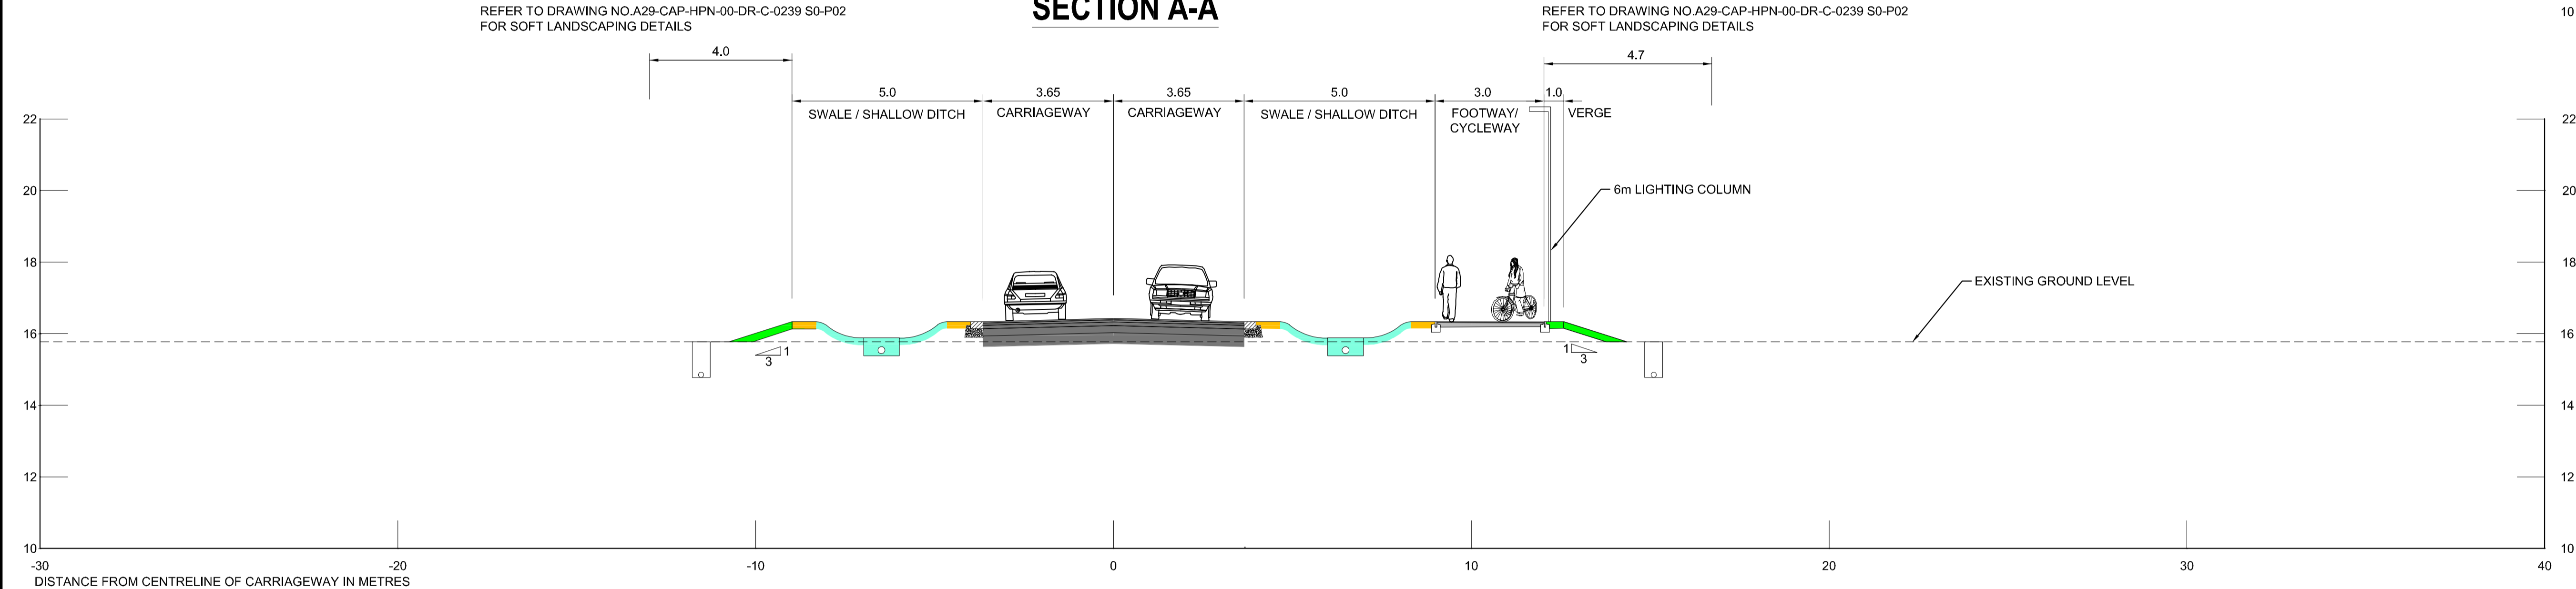 SECTION A-A
REFER TO DRAWING NO.A29-CAP-HPN-00-DR-C-0239 S0-P02
FOR SOFT LANDSCAPING DETAILS
REFER TO DRAWING NO.A29-CAP-HPN-00-DR-C-0239 S0-P02
FOR SOFT LANDSCAPING DETAILS
10
4.0
4.7
5.0
3.65
3.65
5.0
3.0
1.0
SWALE / SHALLOW DITCH
CARRIAGEWAY
CARRIAGEWAY
SWALE / SHALLOW DITCH
FOOTWAY/
CYCLEWAY
VERGE
22
22
20
20
6m LIGHTING COLUMN
18
18
EXISTING GROUND LEVEL
16
16
1
3
1
3
14
14
12
12
10
10
-30
-20
-10
0
10
20
30
40
DISTANCE FROM CENTRELINE OF CARRIAGEWAY IN METRES